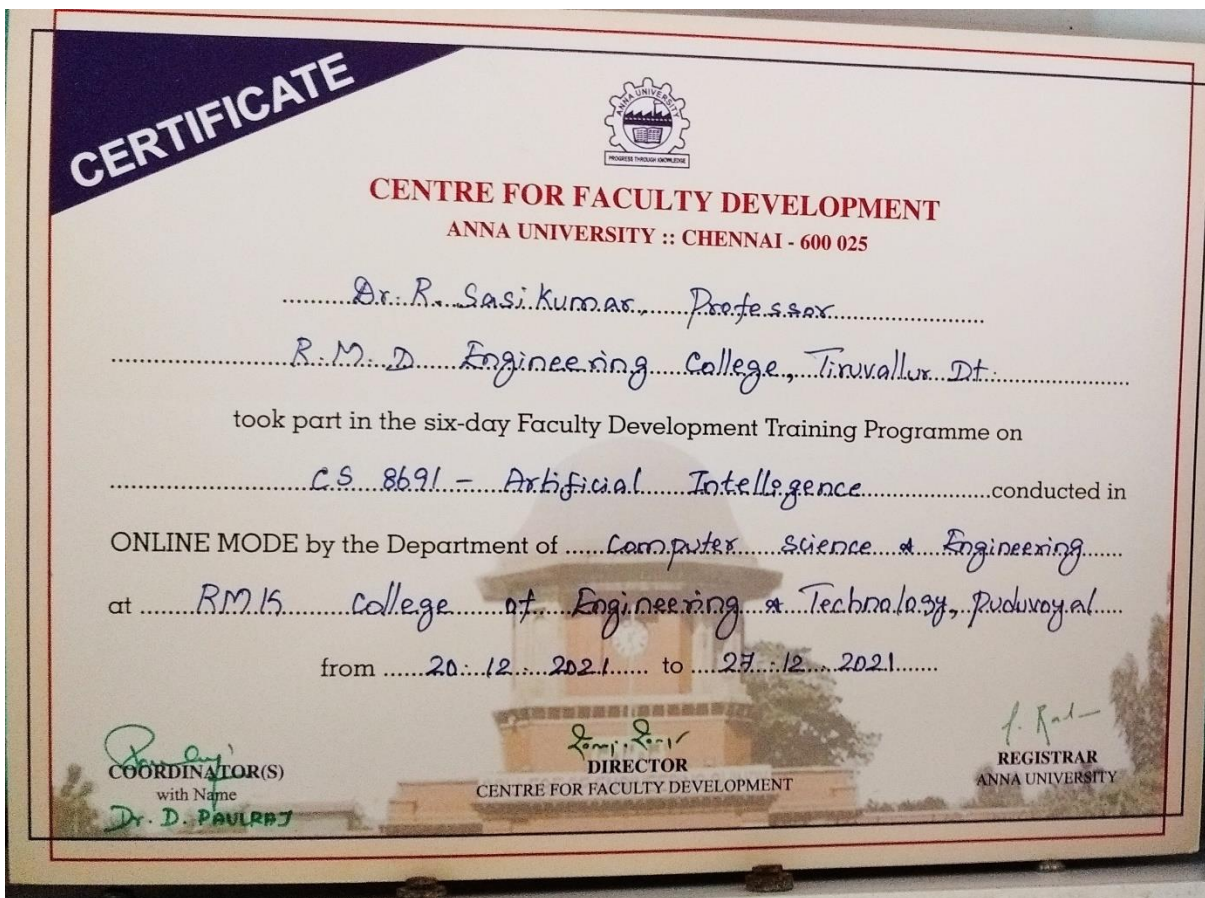 CERTIFICATE
ANNA UNIVERSITY
PROGRESS THROUGH KNOWLEDGE
CENTRE FOR FACULTY DEVELOPMENT
ANNA UNIVERSITY :: CHENNAI - 600 025
Dr. R. Sasi Kumar, Professor
R.M.D Engineering College, Tiruvallur Dt.
took part in the six-day Faculty Development Training Programme on
CS 8691 - Artificial Intelligence conducted in
ONLINE MODE by the Department of Computer Science & Engineering
at RMK College of Engineering & Technology, Puduvoyal
from 20.12.2021 to 27.12.2021
COORDINATOR(S)
with Name
Dr. D. PAULRAJ
DIRECTOR
CENTRE FOR FACULTY DEVELOPMENT
REGISTRAR
ANNA UNIVERSITY